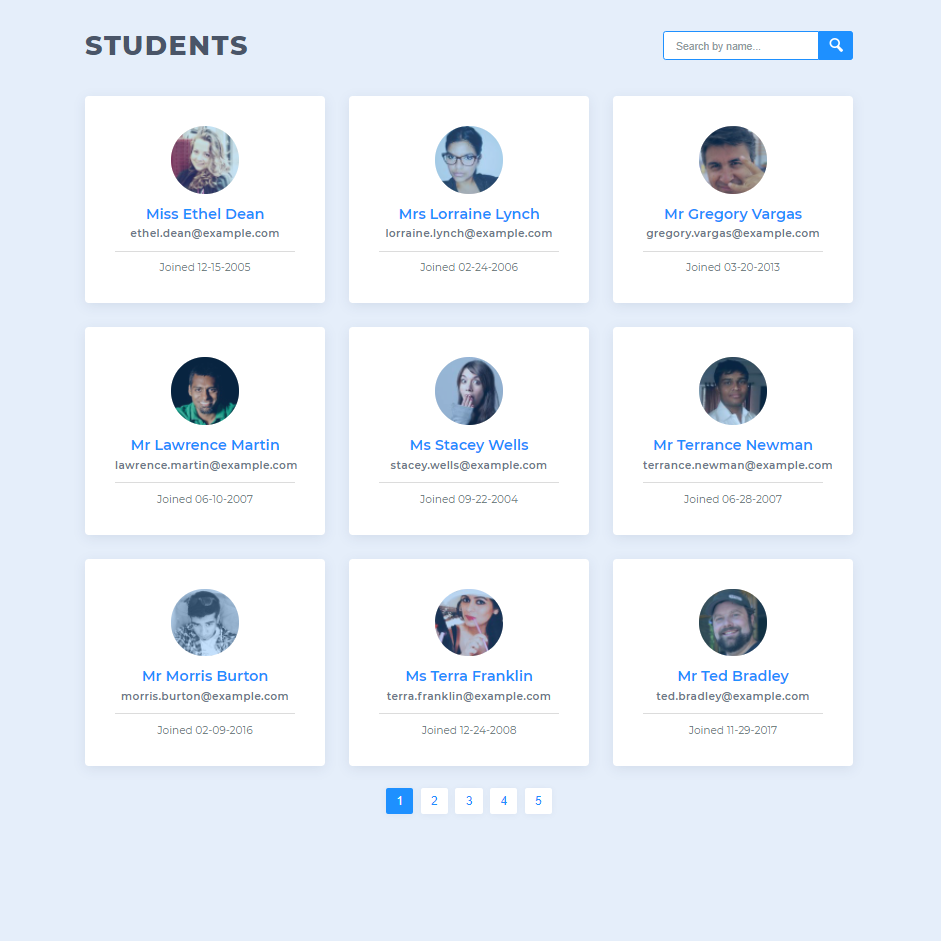 STUDENTS
Search by name...
Miss Ethel Dean
ethel.dean@example.com
Joined 12-15-2005
Mrs Lorraine Lynch
lorraine.lynch@example.com
Joined 02-24-2006
Mr Gregory Vargas
gregory.vargas@example.com
Joined 03-20-2013
Mr Lawrence Martin
lawrence.martin@example.com
Joined 06-10-2007
Ms Stacey Wells
stacey.wells@example.com
Joined 09-22-2004
Mr Terrance Newman
terrance.newman@example.com
Joined 06-28-2007
Mr Morris Burton
morris.burton@example.com
Joined 02-09-2016
Ms Terra Franklin
terra.franklin@example.com
Joined 12-24-2008
Mr Ted Bradley
ted.bradley@example.com
Joined 11-29-2017
1 2 3 4 5